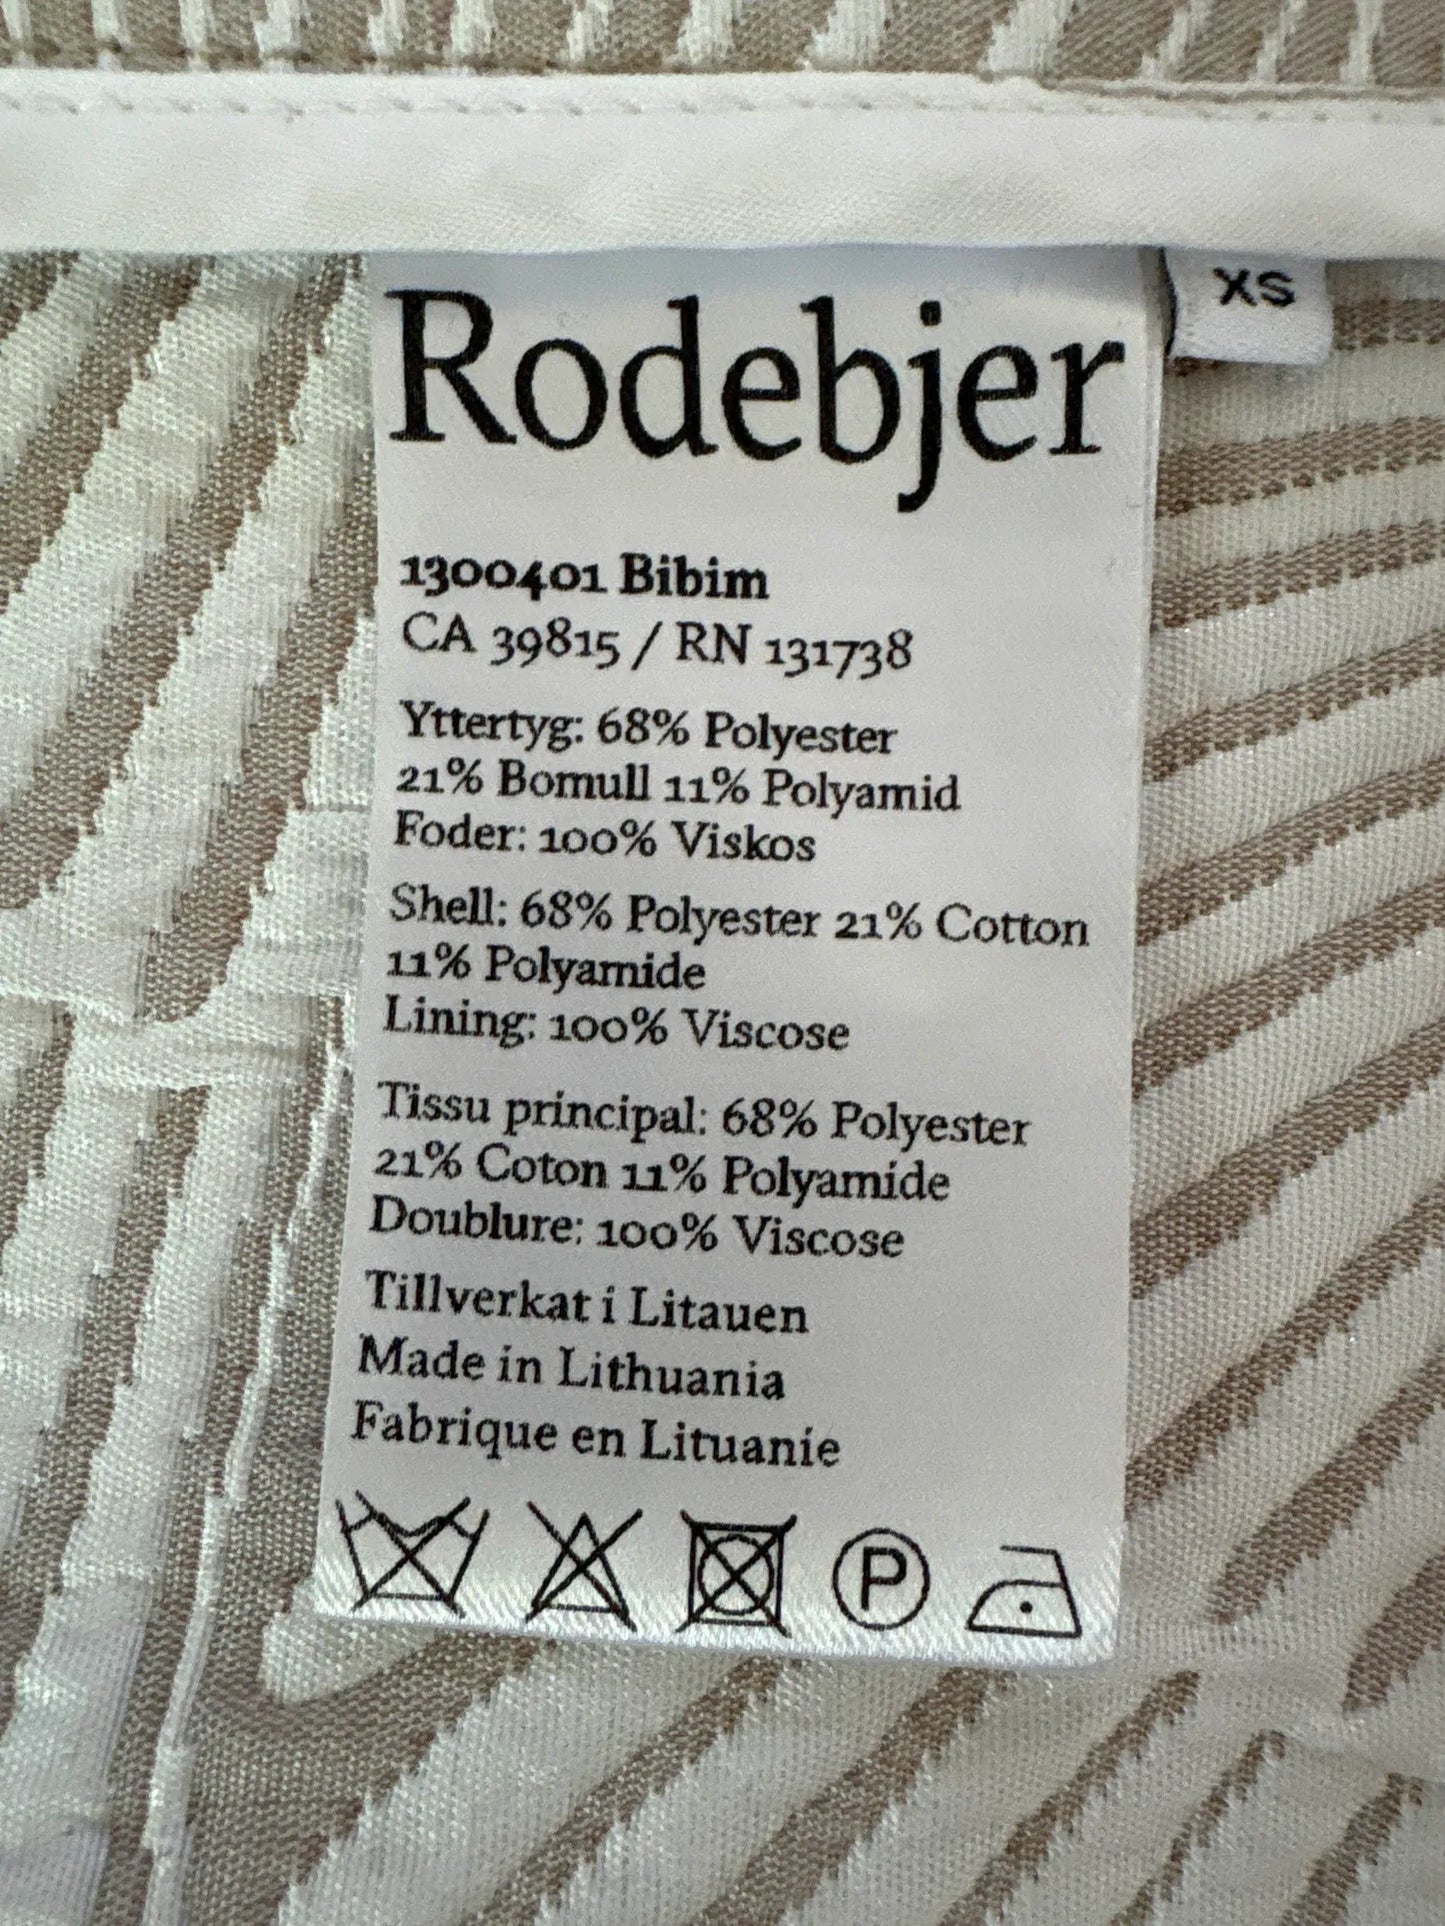 XS
Rodebjer
1300401 Bibim
CA 39815 / RN 131738
Yttertyg: 68% Polyester
21% Bomull 11% Polyamid
Foder: 100% Viskos
Shell: 68% Polyester 21% Cotton
11% Polyamide
Lining: 100% Viscose
Tissu principal: 68% Polyester
21% Coton 11% Polyamide
Doublure: 100% Viscose
Tillverkat i Litauen
Made in Lithuania
Fabrique en Lituanie
P